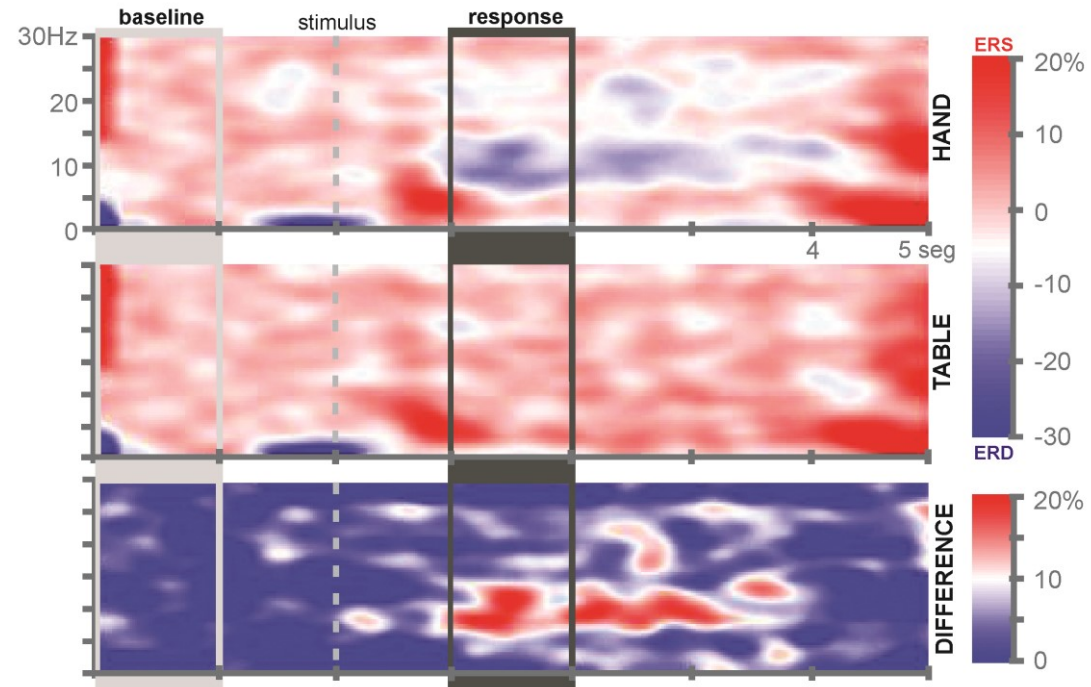 baseline
stimulus
response
30Hz
20
10
0
HAND
4
5 seg
TABLE
DIFFERENCE
ERS
20%
10
0
-10
-20
-30
ERD
20%
10
0